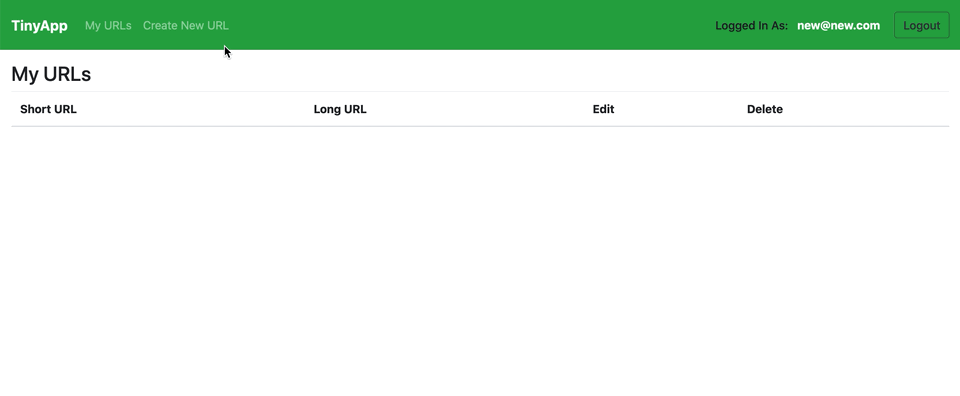 TinyApp My URLs Create New URL Logged In As: new@new.com Logout
My URLs
Short URL Long URL Edit Delete